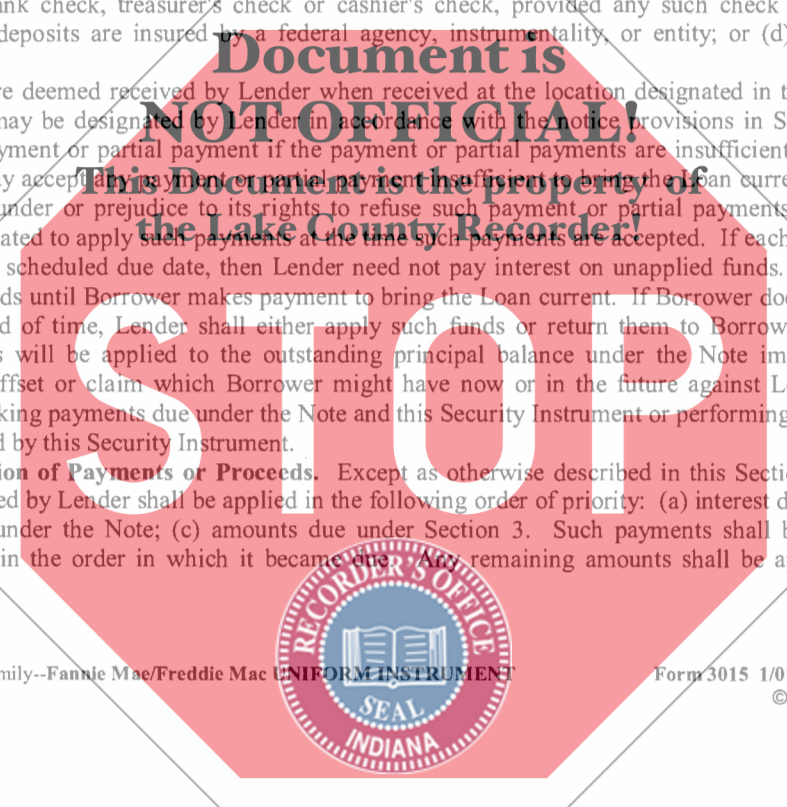 nk check, treasurer's check or cashier's check, provided any such check
deposits are insured by a federal agency, instrumentality, or entity; or (d)
Document is
re deemed received by Lender when received at the location designated in t
may be designated by Lender in accordance with the notice provisions in S
NOT OFFICIAL!
yment or partial payment if the payment or partial payments are insufficient
y accept any payment or partial payment insufficient to bring the Loan curre
This Document is the property of
under or prejudice to its rights to refuse such payment or partial payments
the Lake County Recorder!
ated to apply such payments at the time such payments are accepted. If each
scheduled due date, then Lender need not pay interest on unapplied funds.
ds until Borrower makes payment to bring the Loan current. If Borrower doe
d of time, Lender shall either apply such funds or return them to Borrow
STOP
s will be applied to the outstanding principal balance under the Note im
ffset or claim which Borrower might have now or in the future against L
king payments due under the Note and this Security Instrument or performing
d by this Security Instrument.
ion of Payments or Proceeds. Except as otherwise described in this Secti
ed by Lender shall be applied in the following order of priority: (a) interest d
under the Note; (c) amounts due under Section 3. Such payments shall b
in the order in which it became due. Any remaining amounts shall be a
RECORDER'S OFFICE
SEAL
INDIANA
mily--Fannie Mae/Freddie Mac UNIFORM INSTRUMENT
Form 3015 1/0
©